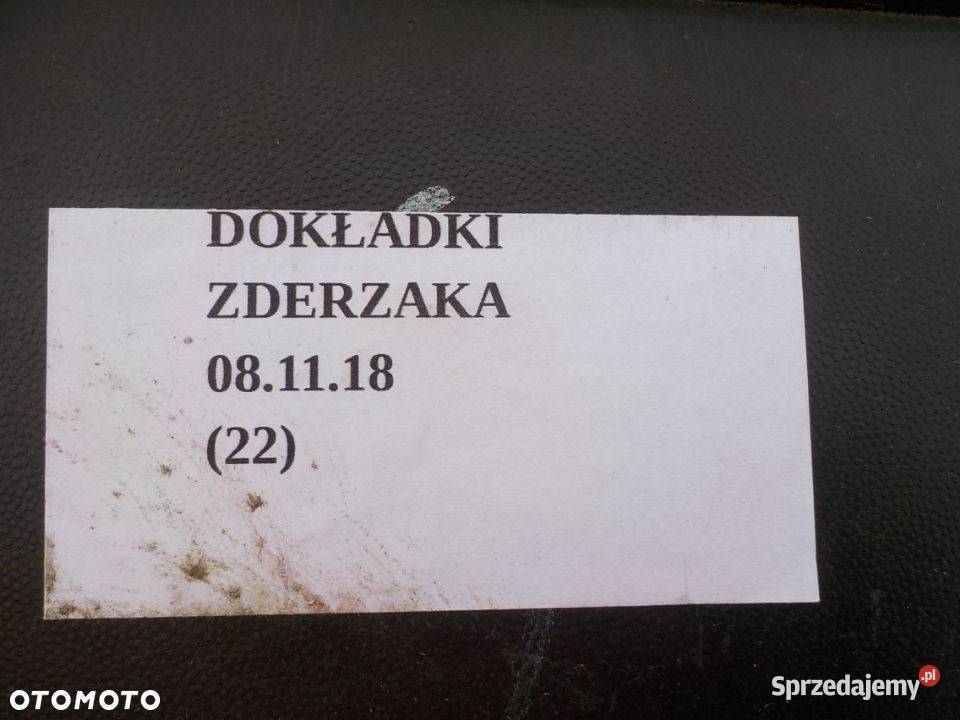 DOKŁADKI
ZDERZAKA
08.11.18
(22)
OTOMOTO
Sprzedajemy.pl